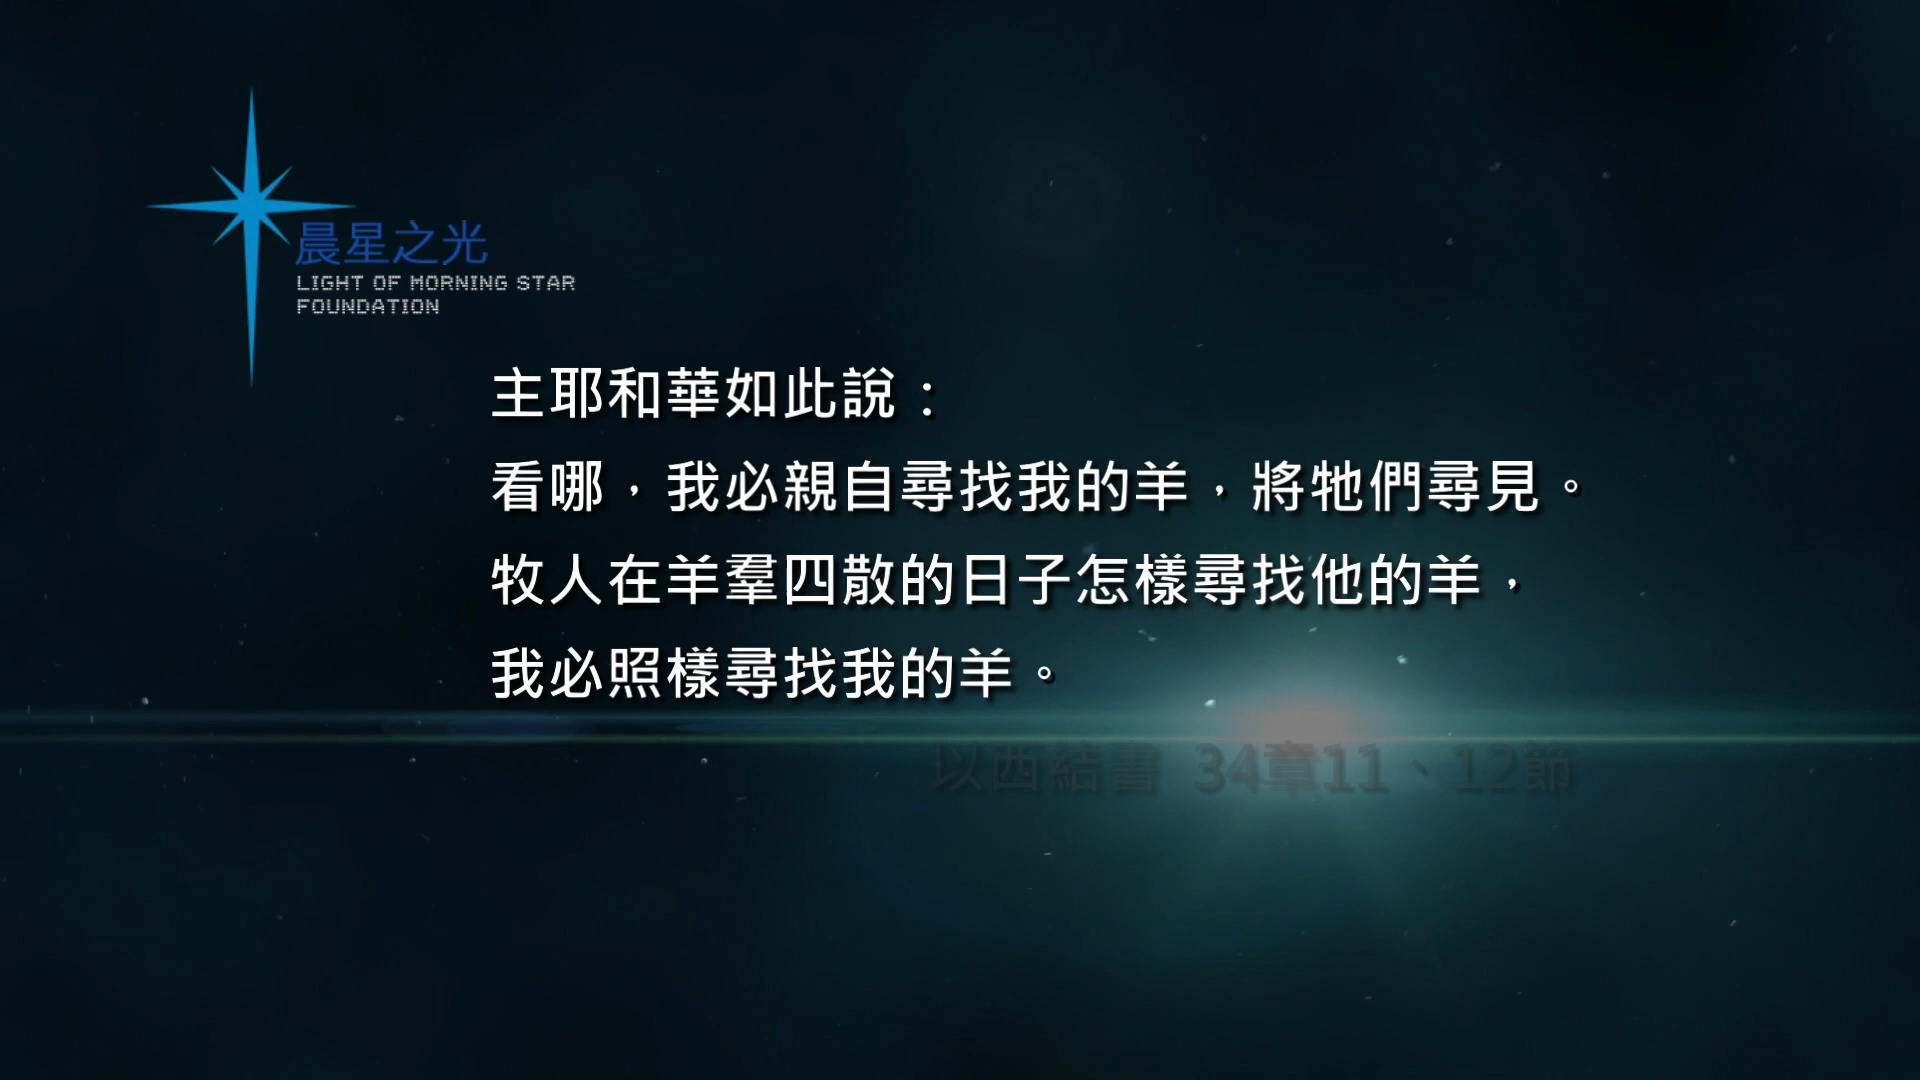 晨星之光
LIGHT OF MORNING STAR
FOUNDATION
主耶和華如此說：
看哪，我必親自尋找我的羊，將牠們尋見。
牧人在羊羣四散的日子怎樣尋找他的羊，
我必照樣尋找我的羊。
以西結書 34章11、12節